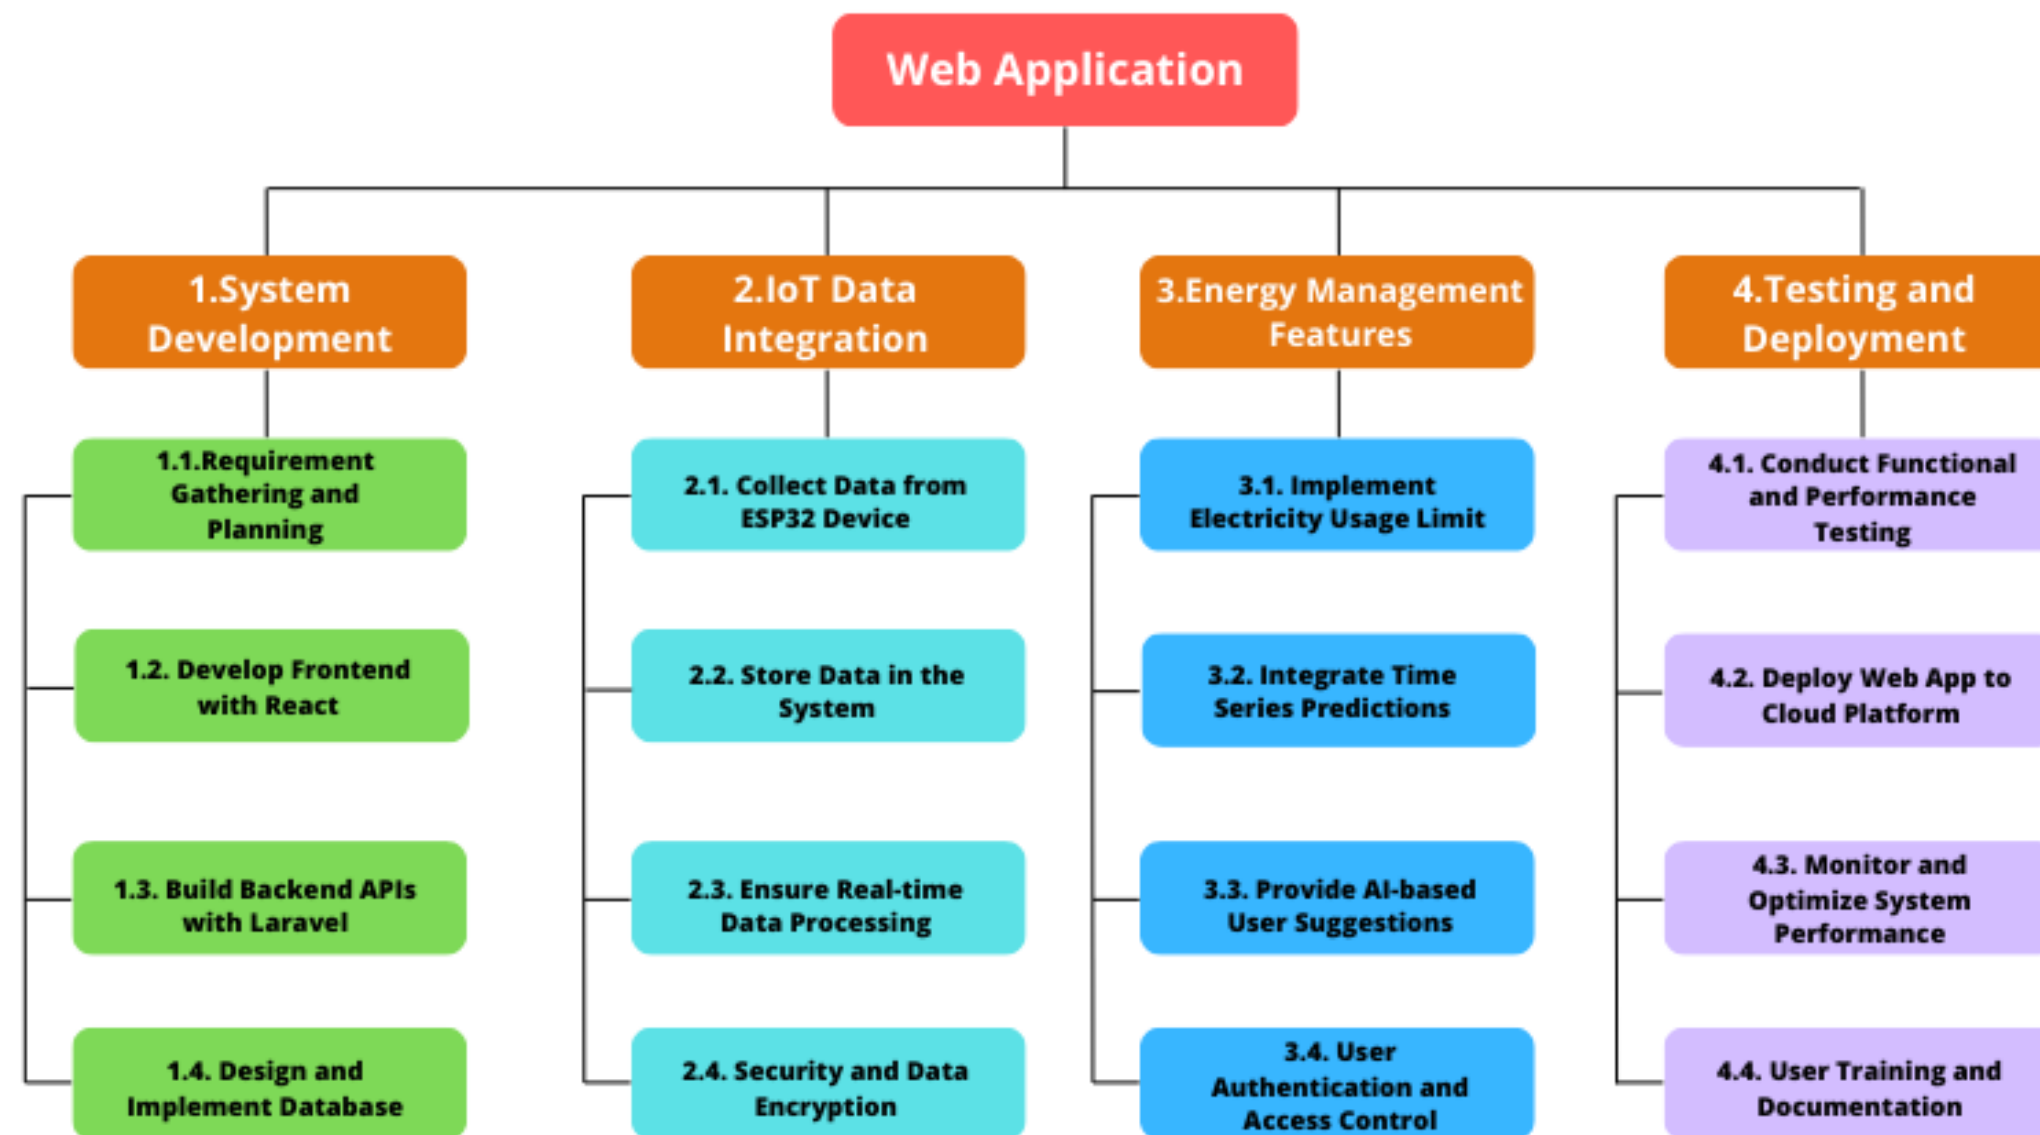 Web Application
1.System
Development
2.IoT Data
Integration
3.Energy Management
Features
4.Testing and
Deployment
1.1.Requirement
Gathering and
Planning
2.1. Collect Data from
ESP32 Device
3.1. Implement
Electricity Usage Limit
4.1. Conduct Functional
and Performance
Testing
1.2. Develop Frontend
with React
2.2. Store Data in the
System
3.2. Integrate Time
Series Predictions
4.2. Deploy Web App to
Cloud Platform
1.3. Build Backend APIs
with Laravel
2.3. Ensure Real-time
Data Processing
3.3. Provide AI-based
User Suggestions
4.3. Monitor and
Optimize System
Performance
1.4. Design and
Implement Database
2.4. Security and Data
Encryption
3.4. User
Authentication and
Access Control
4.4. User Training and
Documentation